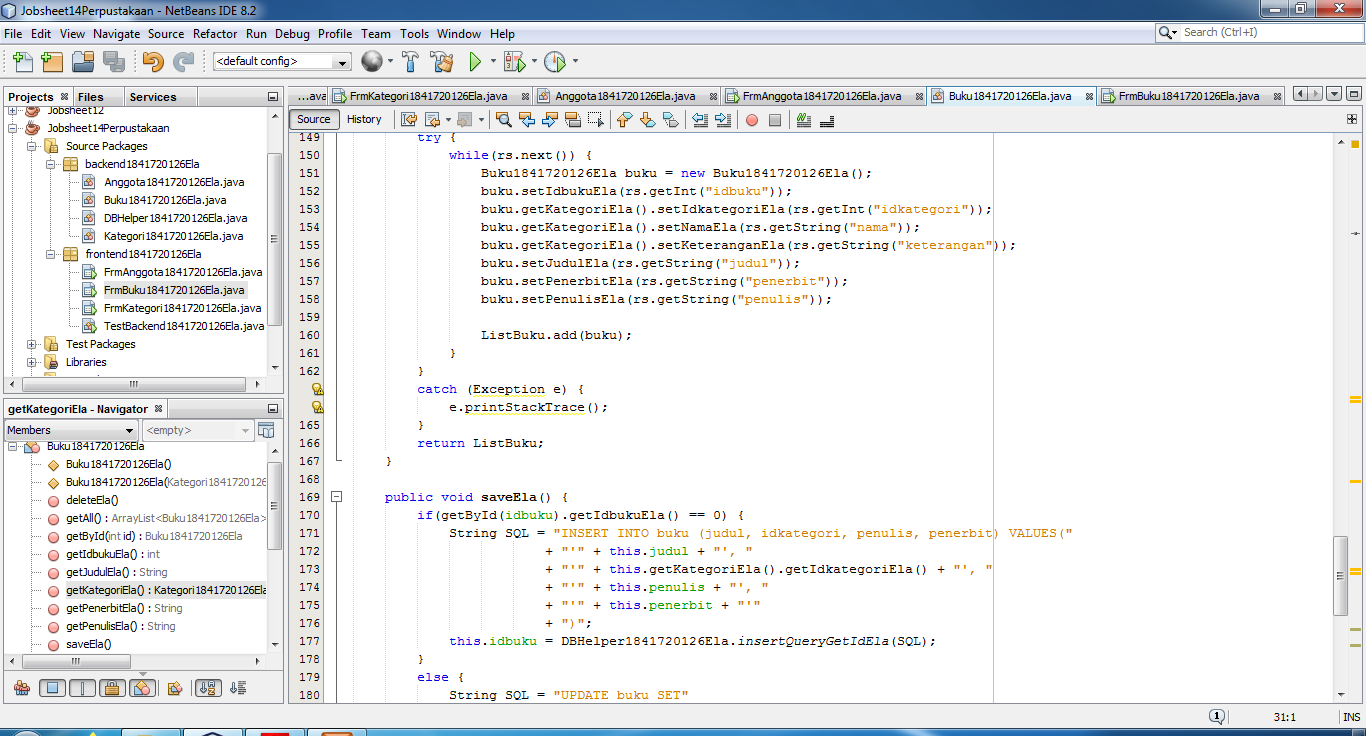 Jobsheet14Perpustakaan - NetBeans IDE 8.2
File Edit View Navigate Source Refactor Run Debug Profile Team Tools Window Help
Search (Ctrl+I)
<default config>
Projects Files Services
...ava FrmKategori1841720126Ela.java Anggota1841720126Ela.java FrmAnggota1841720126Ela.java Buku1841720126Ela.java FrmBuku1841720126Ela.java
Source History
Jobsheet12
Jobsheet14Perpustakaan
Source Packages
backend1841720126Ela
Anggota1841720126Ela.java
Buku1841720126Ela.java
DBHelper1841720126Ela.java
Kategori1841720126Ela.java
frontend1841720126Ela
FrmAnggota1841720126Ela.java
FrmBuku1841720126Ela.java
FrmKategori1841720126Ela.java
TestBackend1841720126Ela.java
Test Packages
Libraries
getKategoriEla - Navigator
Members
<empty>
Buku1841720126Ela
Buku1841720126Ela()
Buku1841720126Ela(Kategori1841720126
deleteEla()
getAll() : ArrayList<Buku1841720126Ela>
getById(int id) : Buku1841720126Ela
getIdbukuEla() : int
getJudulEla() : String
getKategoriEla() : Kategori1841720126Ela
getPenerbitEla() : String
getPenulisEla() : String
saveEla()
149 try {
150 while(rs.next()) {
151 Buku1841720126Ela buku = new Buku1841720126Ela();
152 buku.setIdbukuEla(rs.getInt("idbuku"));
153 buku.getKategoriEla().setIdkategoriEla(rs.getInt("idkategori"));
154 buku.getKategoriEla().setNamaEla(rs.getString("nama"));
155 buku.getKategoriEla().setKeteranganEla(rs.getString("keterangan"));
156 buku.setJudulEla(rs.getString("judul"));
157 buku.setPenerbitEla(rs.getString("penerbit"));
158 buku.setPenulisEla(rs.getString("penulis"));
159
160 ListBuku.add(buku);
161 }
162 }
catch (Exception e) {
e.printStackTrace();
165 }
166 return ListBuku;
167 }
168
169 public void saveEla() {
170 if(getById(idbuku).getIdbukuEla() == 0) {
171 String SQL = "INSERT INTO buku (judul, idkategori, penulis, penerbit) VALUES("
172 + "'" + this.judul + "', "
173 + "'" + this.getKategoriEla().getIdkategoriEla() + "', "
174 + "'" + this.penulis + "', "
175 + "'" + this.penerbit + "'"
176 + ")";
177 this.idbuku = DBHelper1841720126Ela.insertQueryGetIdEla(SQL);
178 }
179 else {
180 String SQL = "UPDATE buku SET"
1 31:1 INS